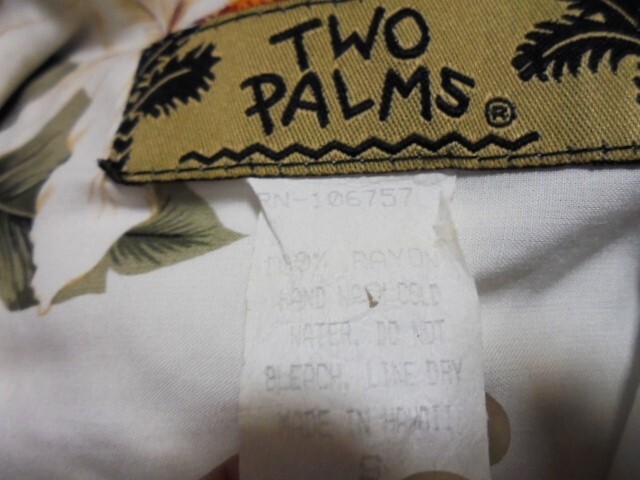 TWO
PALMS®
RN-106757
100% RAYON
HAND WASH COLD
WATER. DO NOT
BLEACH. LINE DRY
MADE IN HAWAII